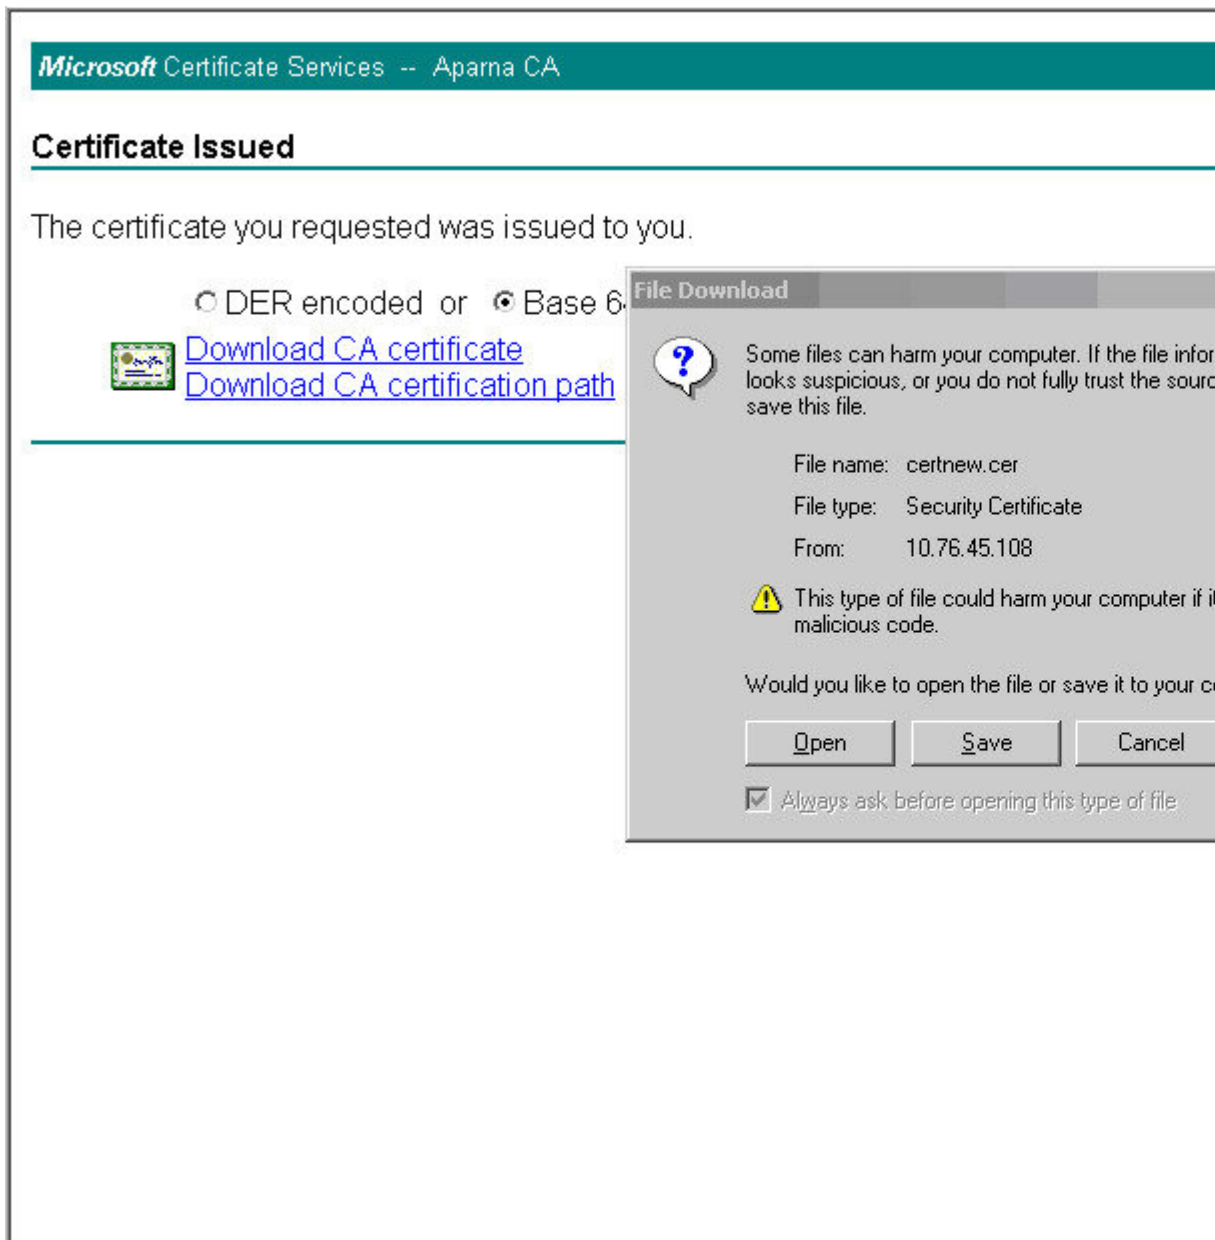 Microsoft Certificate Services -- Aparna CA
Certificate Issued
The certificate you requested was issued to you.
DER encoded or Base
Download CA certificate
Download CA certification path
File Download
Some files can harm your computer. If the file
looks suspicious, or you do not fully trust the
save this file.
File name: certnew.cer
File type: Security Certificate
From: 10.76.45.108
This type of file could harm your computer if
malicious code.
Would you like to open the file or save it to your
Open Save Cancel
Always ask before opening this type of file